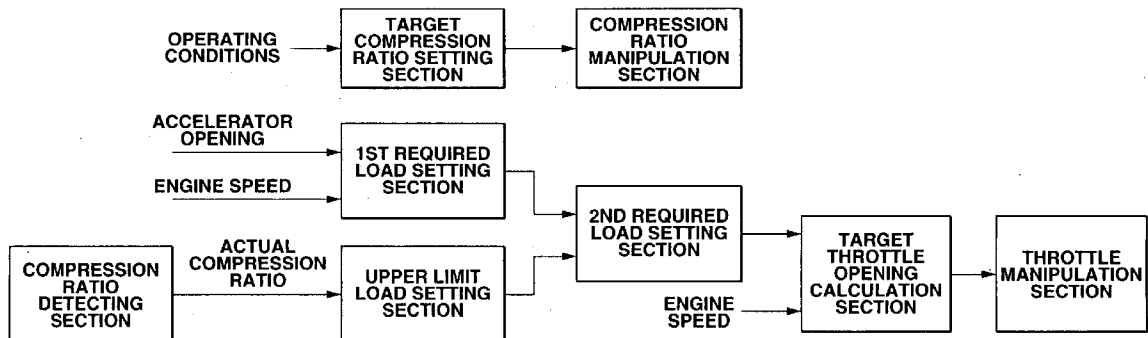 OPERATING
CONDITIONS
TARGET
COMPRESSION
RATIO SETTING
SECTION
COMPRESSION
RATIO
MANIPULATION
SECTION
ACCELERATOR
OPENING
ENGINE SPEED
1ST REQUIRED
LOAD SETTING
SECTION
COMPRESSION
RATIO
DETECTING
SECTION
ACTUAL
COMPRESSION
RATIO
UPPER LIMIT
LOAD SETTING
SECTION
2ND REQUIRED
LOAD SETTING
SECTION
ENGINE
SPEED
TARGET
THROTTLE
OPENING
CALCULATION
SECTION
THROTTLE
MANIPULATION
SECTION